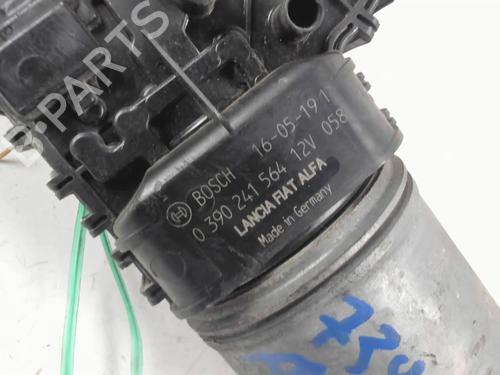 BOSCH 16-05-19 1
0 390 241 564 12V 058
LANCIA FIAT ALFA
Made in Germany
B-PARTS